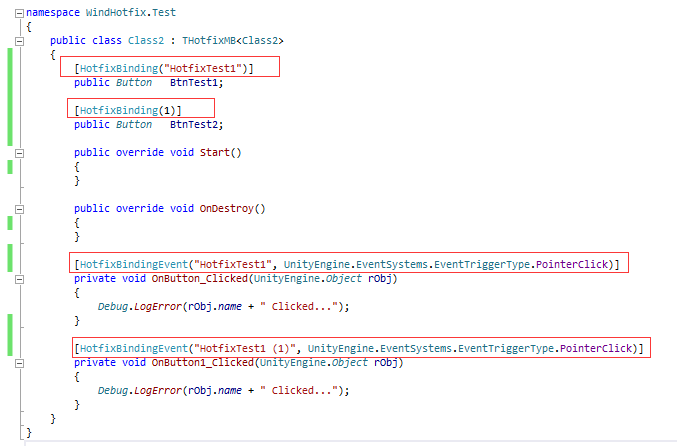 namespace WindHotfix.Test
{
    public class Class2 : THotfixMB<Class2>
    {
        [HotfixBinding("HotfixTest1")]
        public Button   BtnTest1;

        [HotfixBinding(1)]
        public Button   BtnTest2;

        public override void Start()
        {
        }

        public override void OnDestroy()
        {
        }

        [HotfixBindingEvent("HotfixTest1", UnityEngine.EventSystems.EventTriggerType.PointerClick)]
        private void OnButton_Clicked(UnityEngine.Object rObj)
        {
            Debug.LogError(rObj.name + " Clicked...");
        }

        [HotfixBindingEvent("HotfixTest1 (1)", UnityEngine.EventSystems.EventTriggerType.PointerClick)]
        private void OnButton1_Clicked(UnityEngine.Object rObj)
        {
            Debug.LogError(rObj.name + " Clicked...");
        }
    }
}